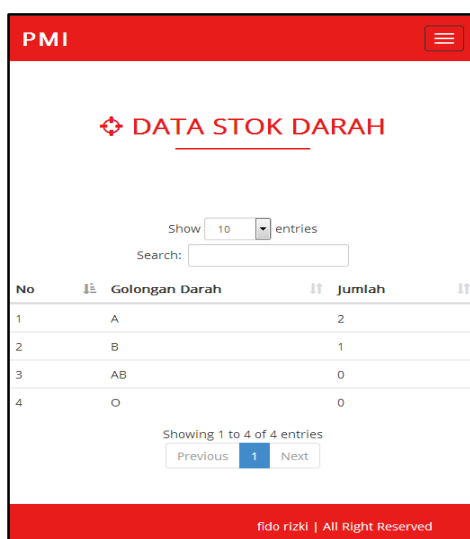 PMI
DATA STOK DARAH
Show 10 entries
Search:
No Golongan Darah Jumlah
1 A 2
2 B 1
3 AB 0
4 O 0
Showing 1 to 4 of 4 entries
Previous 1 Next
fido rizki | All Right Reserved